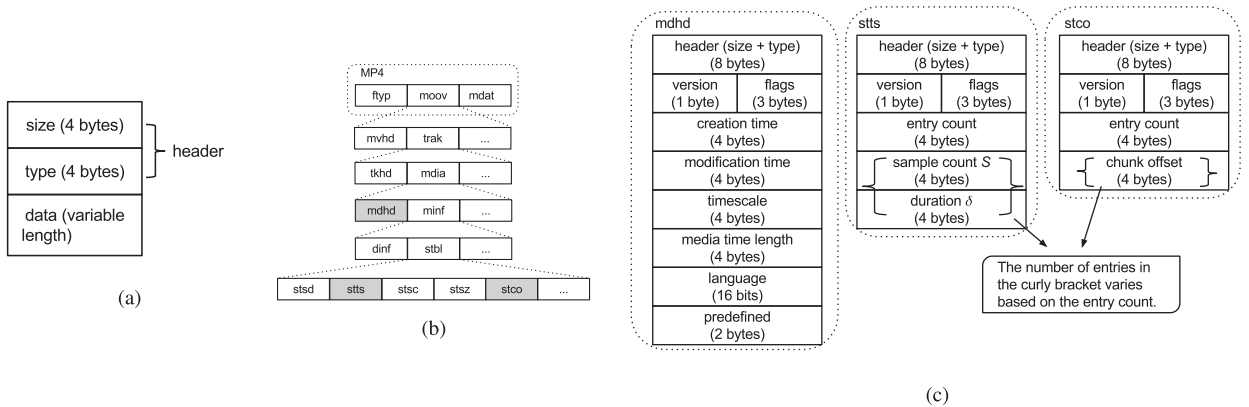 size (4 bytes)
type (4 bytes)
header
data (variable
length)
(a)
MP4
ftyp moov mdat
mvhd trak ...
tkhd mdia ...
mdhd minf ...
dinf stbl ...
stsd stts stsc stsz stco ...
(b)
mdhd
header (size + type)
(8 bytes)
version
(1 byte)
flags
(3 bytes)
creation time
(4 bytes)
modification time
(4 bytes)
timescale
(4 bytes)
media time length
(4 bytes)
language
(16 bits)
predefined
(2 bytes)
stts
header (size + type)
(8 bytes)
version
(1 byte)
flags
(3 bytes)
entry count
(4 bytes)
sample count S
(4 bytes)
duration δ
(4 bytes)
stco
header (size + type)
(8 bytes)
version
(1 byte)
flags
(3 bytes)
entry count
(4 bytes)
chunk offset
(4 bytes)
The number of entries in
the curly bracket varies
based on the entry count.
(c)